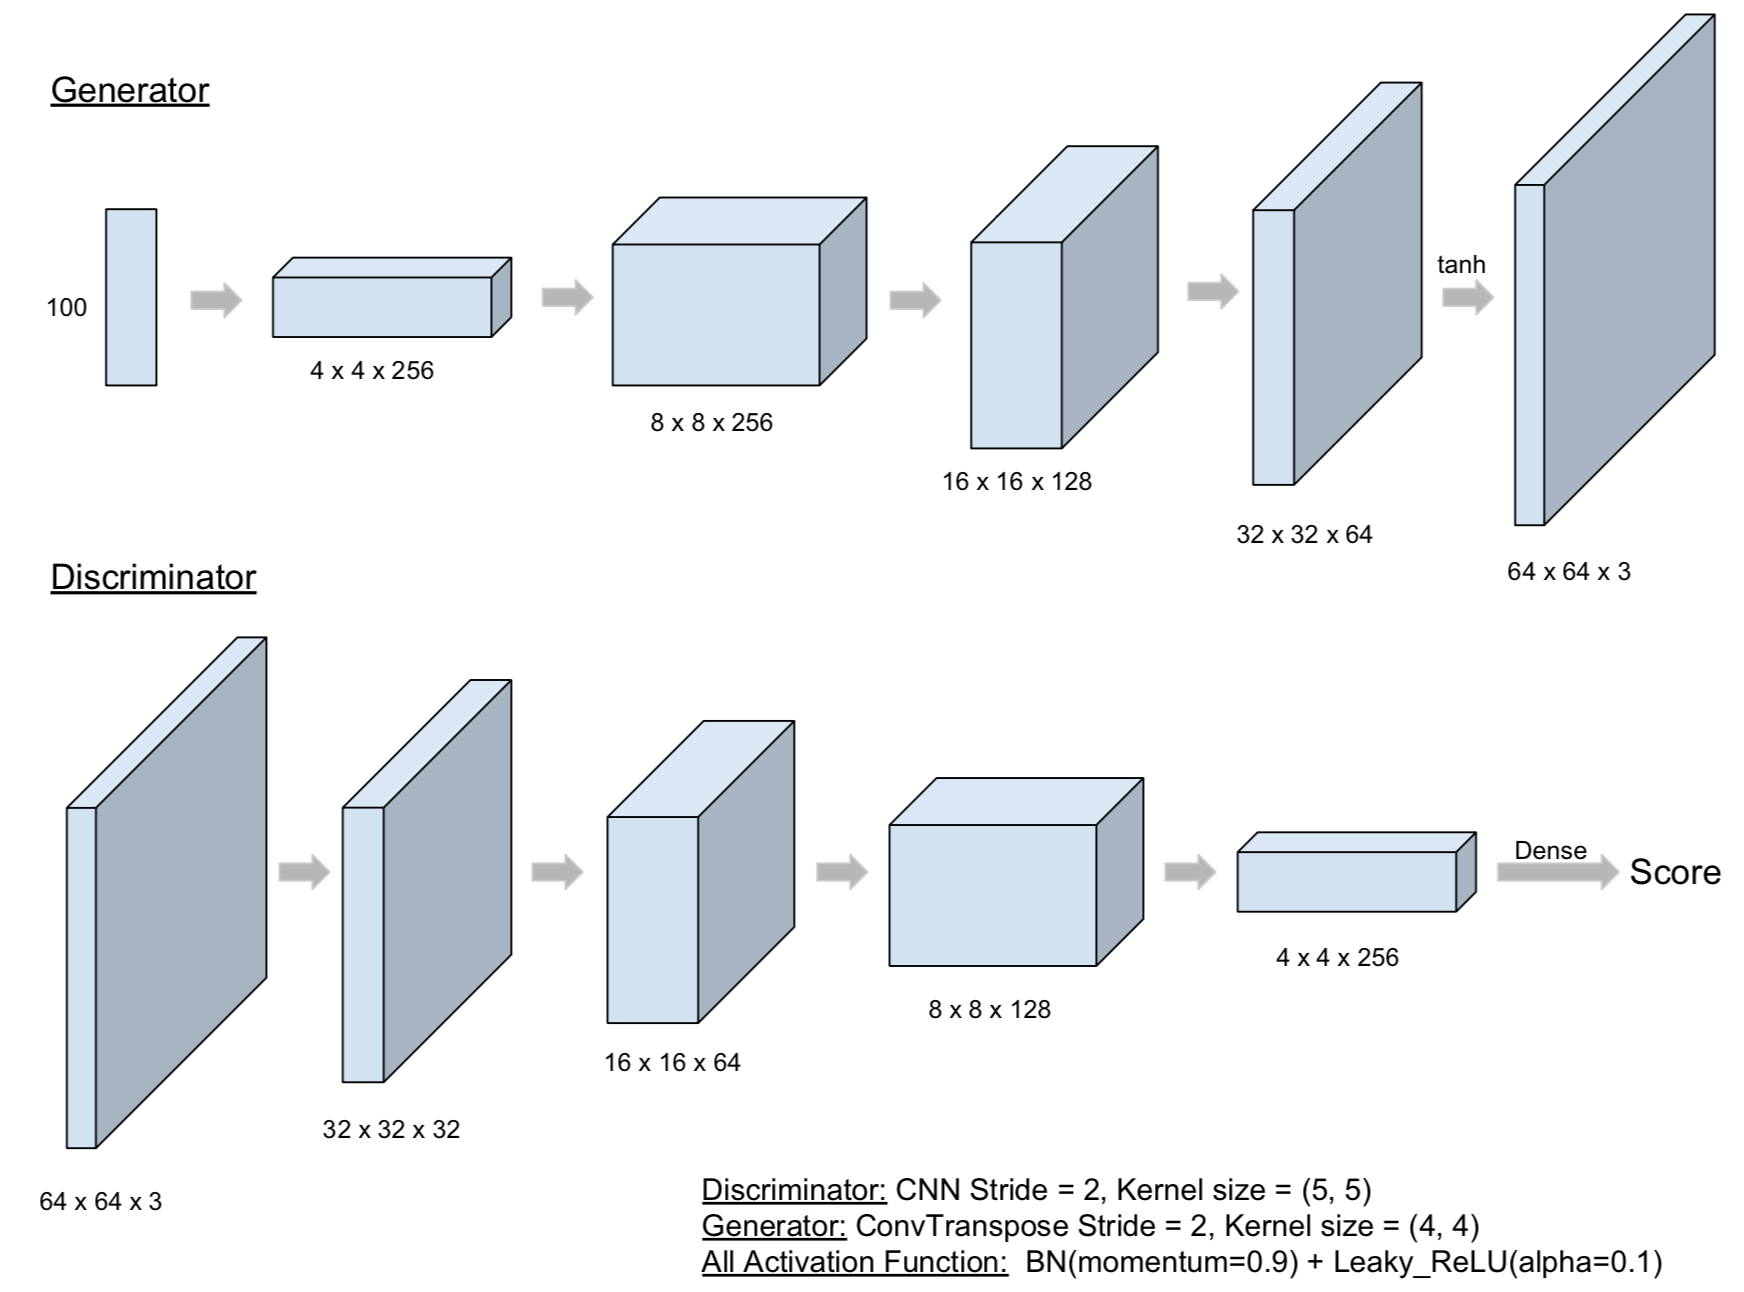 Generator
100
4 x 4 x 256
8 x 8 x 256
16 x 16 x 128
32 x 32 x 64
tanh
64 x 64 x 3
Discriminator
64 x 64 x 3
32 x 32 x 32
16 x 16 x 64
8 x 8 x 128
4 x 4 x 256
Dense
Score
Discriminator: CNN Stride = 2, Kernel size = (5, 5)
Generator: ConvTranspose Stride = 2, Kernel size = (4, 4)
All Activation Function: BN(momentum=0.9) + Leaky_ReLU(alpha=0.1)